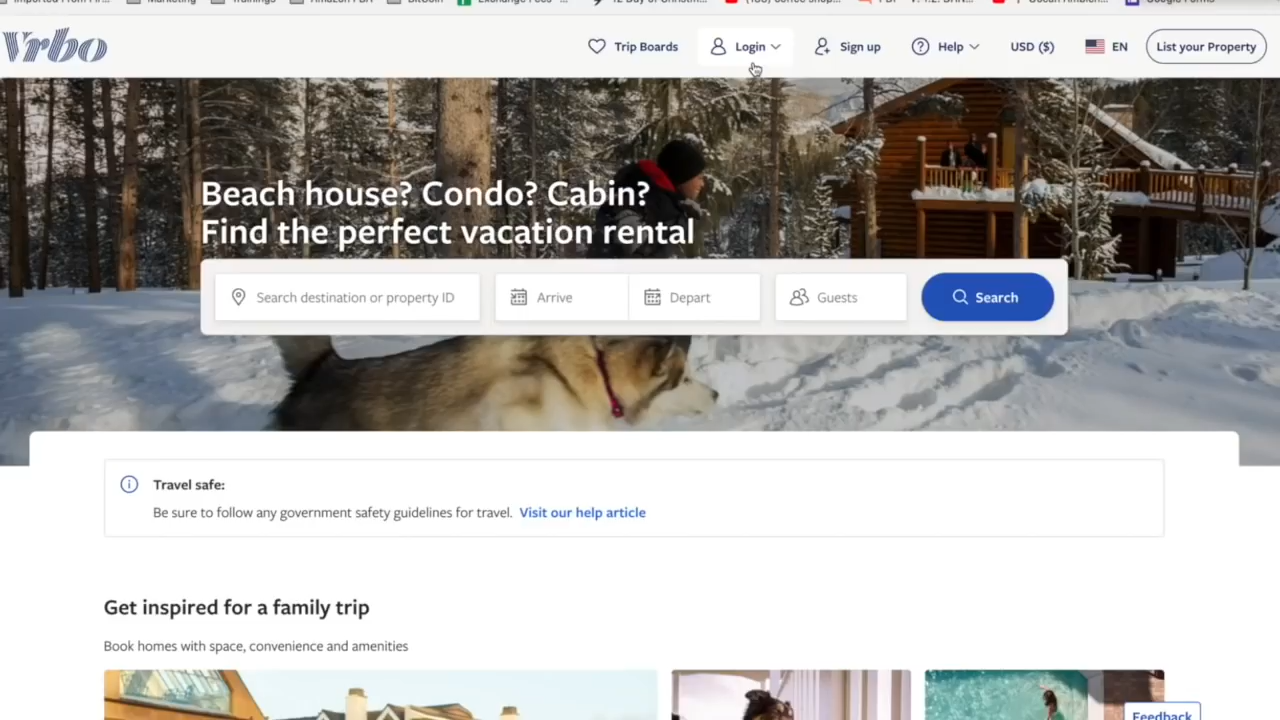 Vrbo
Trip Boards
Login
Sign up
Help
USD ($)
EN
List your Property
Beach house? Condo? Cabin?
Find the perfect vacation rental
Search destination or property ID
Arrive
Depart
Guests
Search
Travel safe:
Be sure to follow any government safety guidelines for travel. Visit our help article
Get inspired for a family trip
Book homes with space, convenience and amenities
Feedback